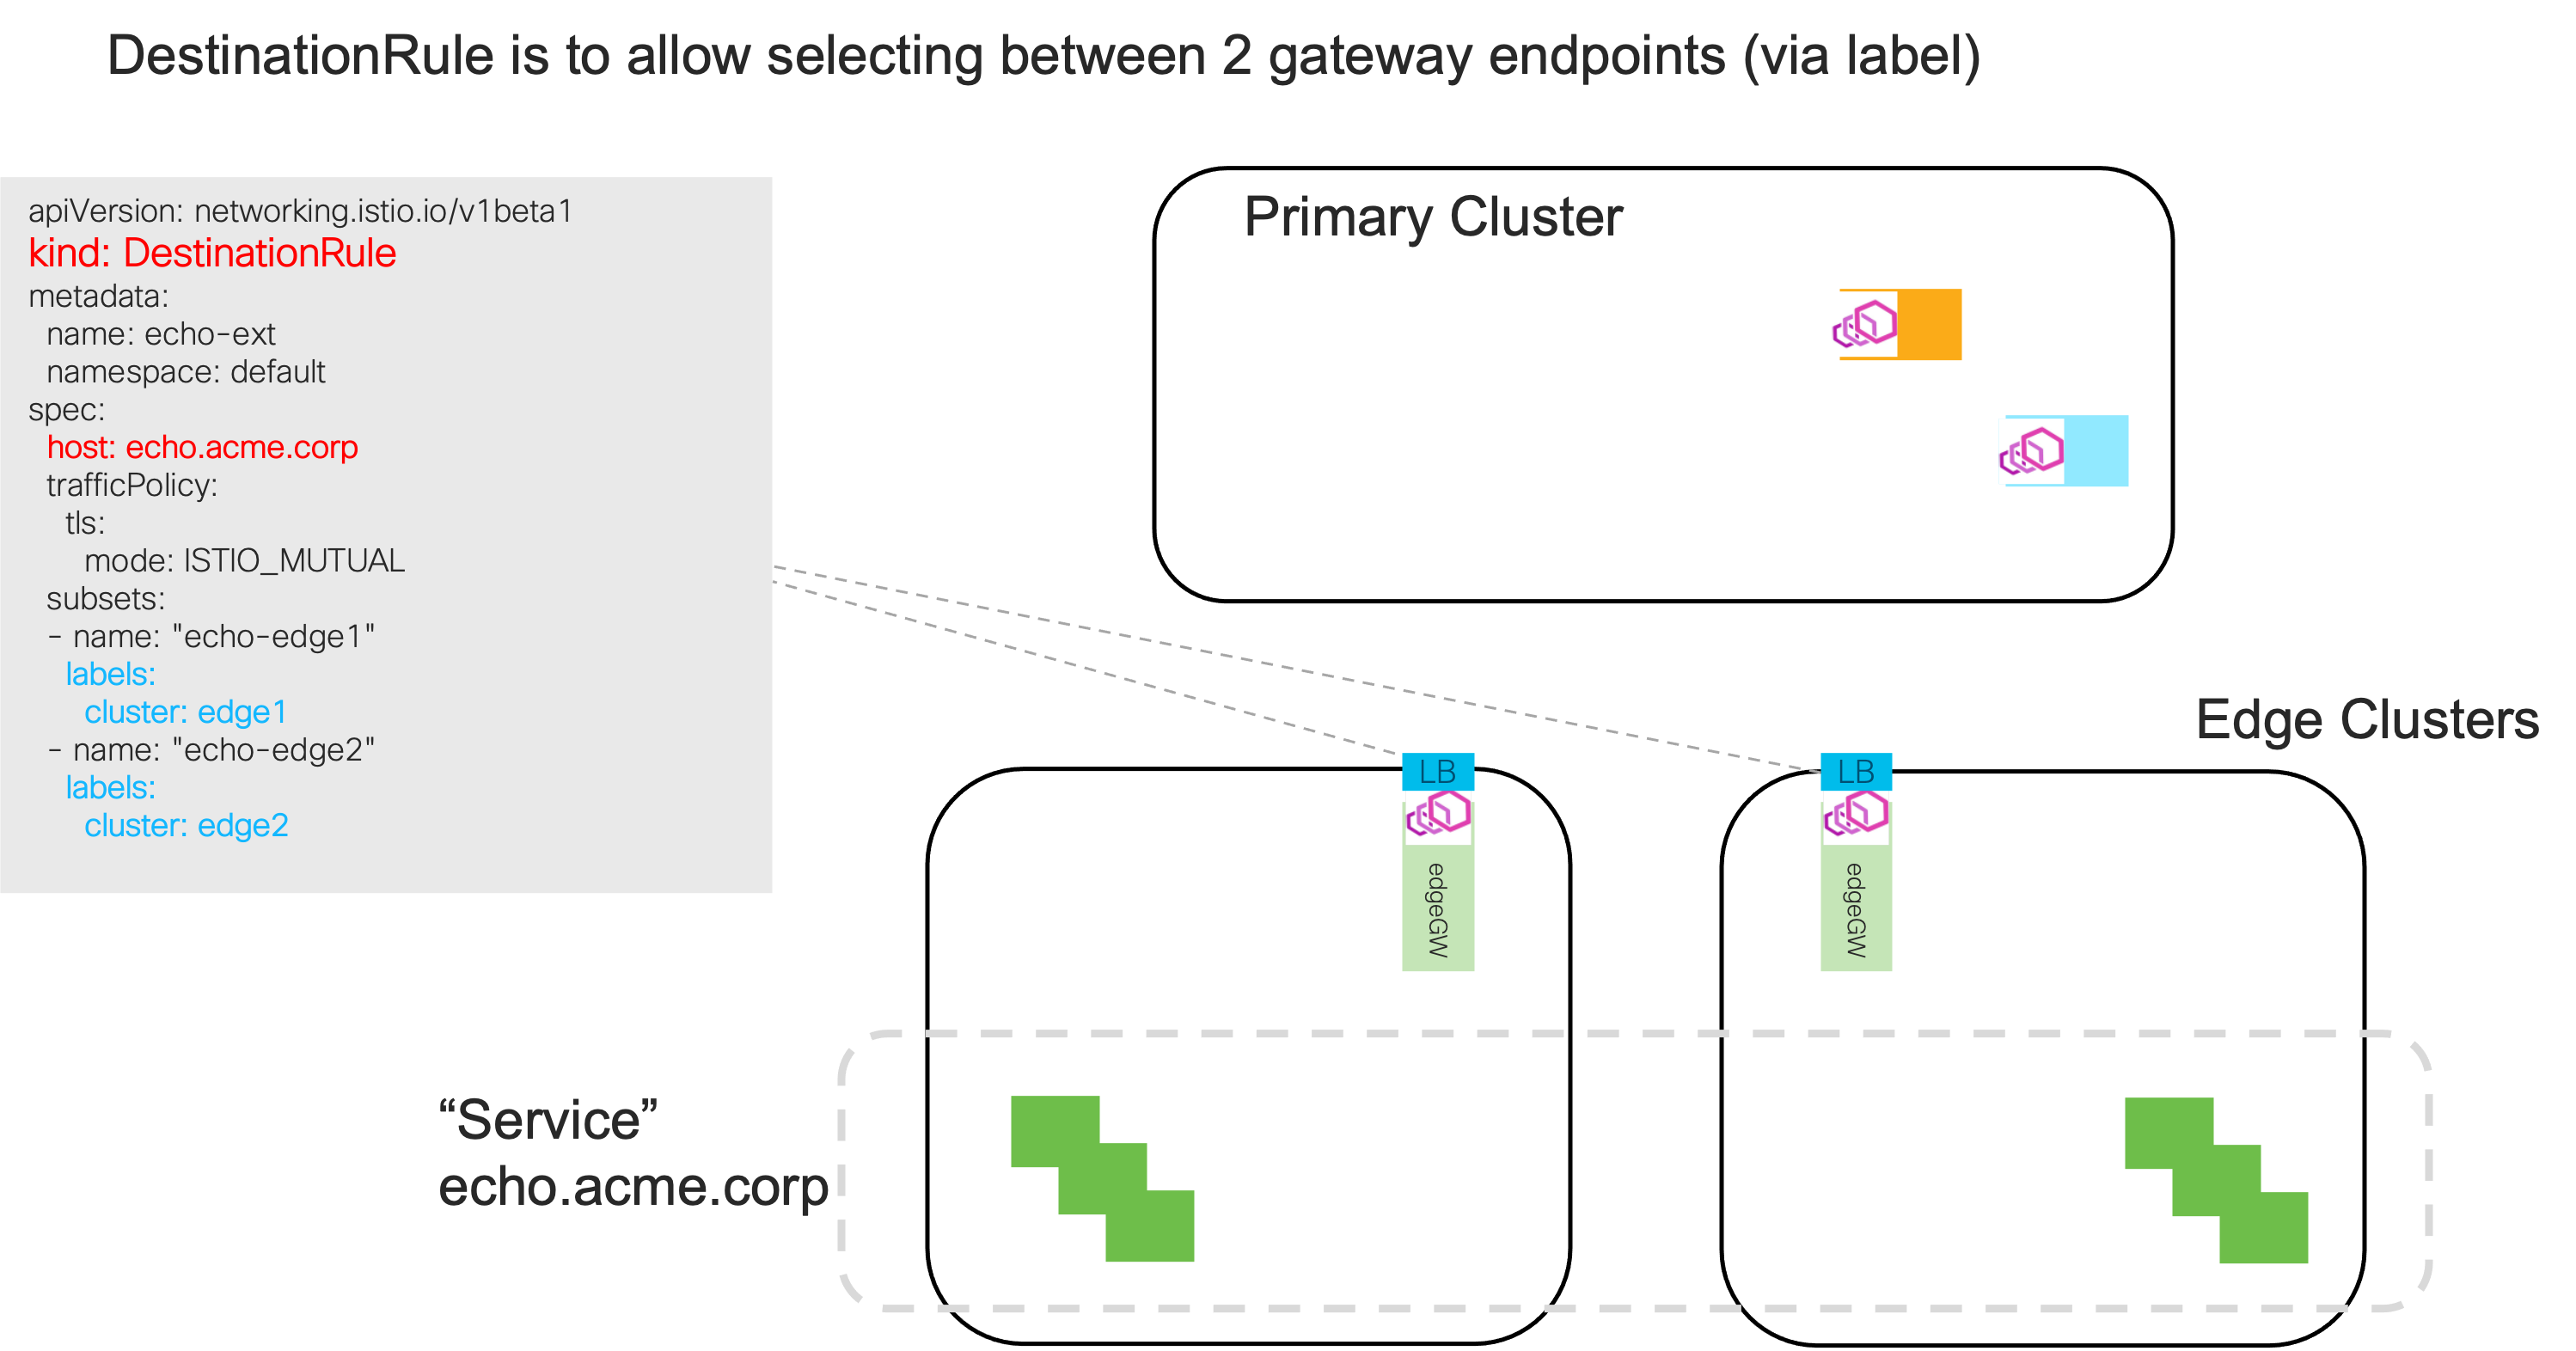 DestinationRule is to allow selecting between 2 gateway endpoints (via label)
apiVersion: networking.istio.io/v1beta1
kind: DestinationRule
metadata:
  name: echo-ext
  namespace: default
spec:
  host: echo.acme.corp
  trafficPolicy:
    tls:
      mode: ISTIO_MUTUAL
  subsets:
  - name: "echo-edge1"
    labels:
      cluster: edge1
  - name: "echo-edge2"
    labels:
      cluster: edge2
Primary Cluster
Edge Clusters
LB
edgeGW
LB
edgeGW
“Service”
echo.acme.corp